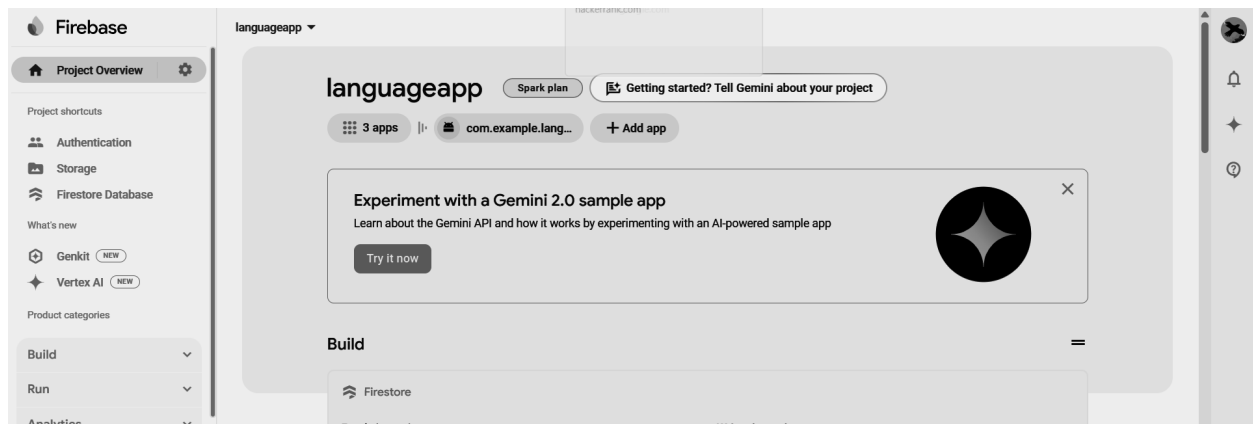 Firebase
languageapp
hackerrank.com
Project Overview
languageapp
Spark plan
Getting started? Tell Gemini about your project
Project shortcuts
3 apps
com.example.lang...
+ Add app
Authentication
Storage
Firestore Database
Experiment with a Gemini 2.0 sample app
Learn about the Gemini API and how it works by experimenting with an AI-powered sample app
Try it now
What's new
Genkit NEW
Vertex AI NEW
Product categories
Build
Run
Analytics
Build
Firestore